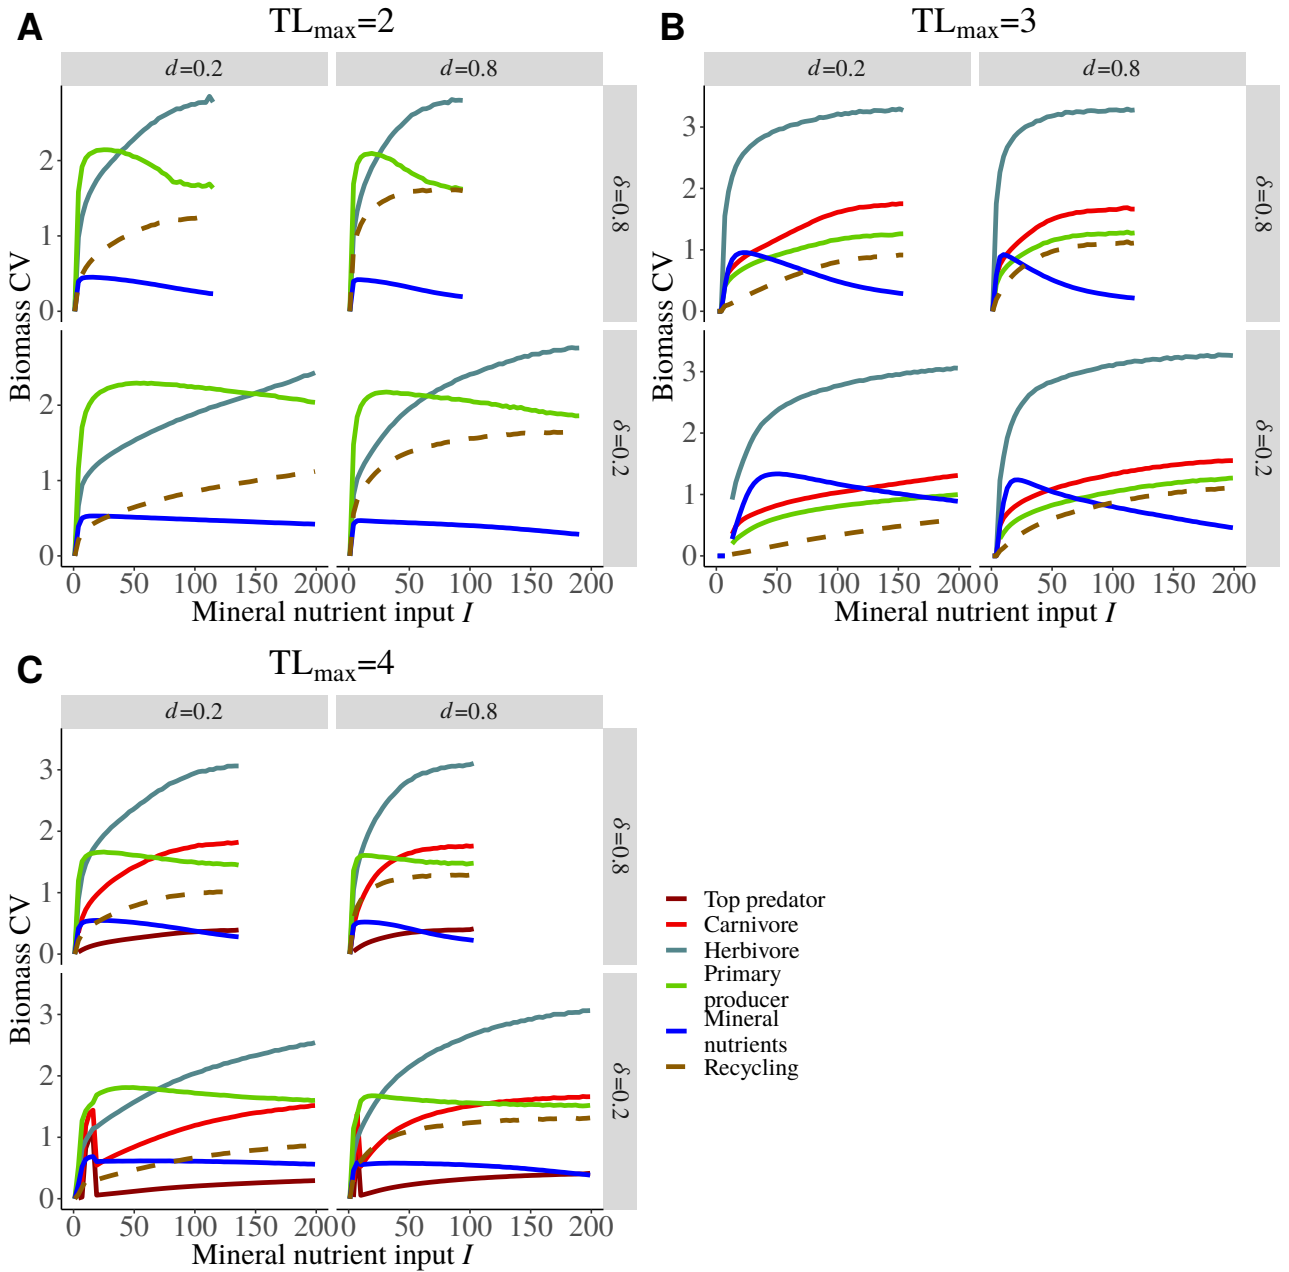 A
TLmax=2
d=0.2
d=0.8
2
1
0
δ=0.8
2
1
0
δ=0.2
Biomass CV
0 50 100 150 200
0 50 100 150 200
Mineral nutrient input I
B
TLmax=3
d=0.2
d=0.8
3
2
1
0
δ=0.8
3
2
1
0
δ=0.2
Biomass CV
0 50 100 150 200
0 50 100 150 200
Mineral nutrient input I
C
TLmax=4
d=0.2
d=0.8
3
2
1
0
δ=0.8
3
2
1
0
δ=0.2
Biomass CV
0 50 100 150 200
0 50 100 150 200
Mineral nutrient input I
Top predator
Carnivore
Herbivore
Primary
producer
Mineral
nutrients
Recycling